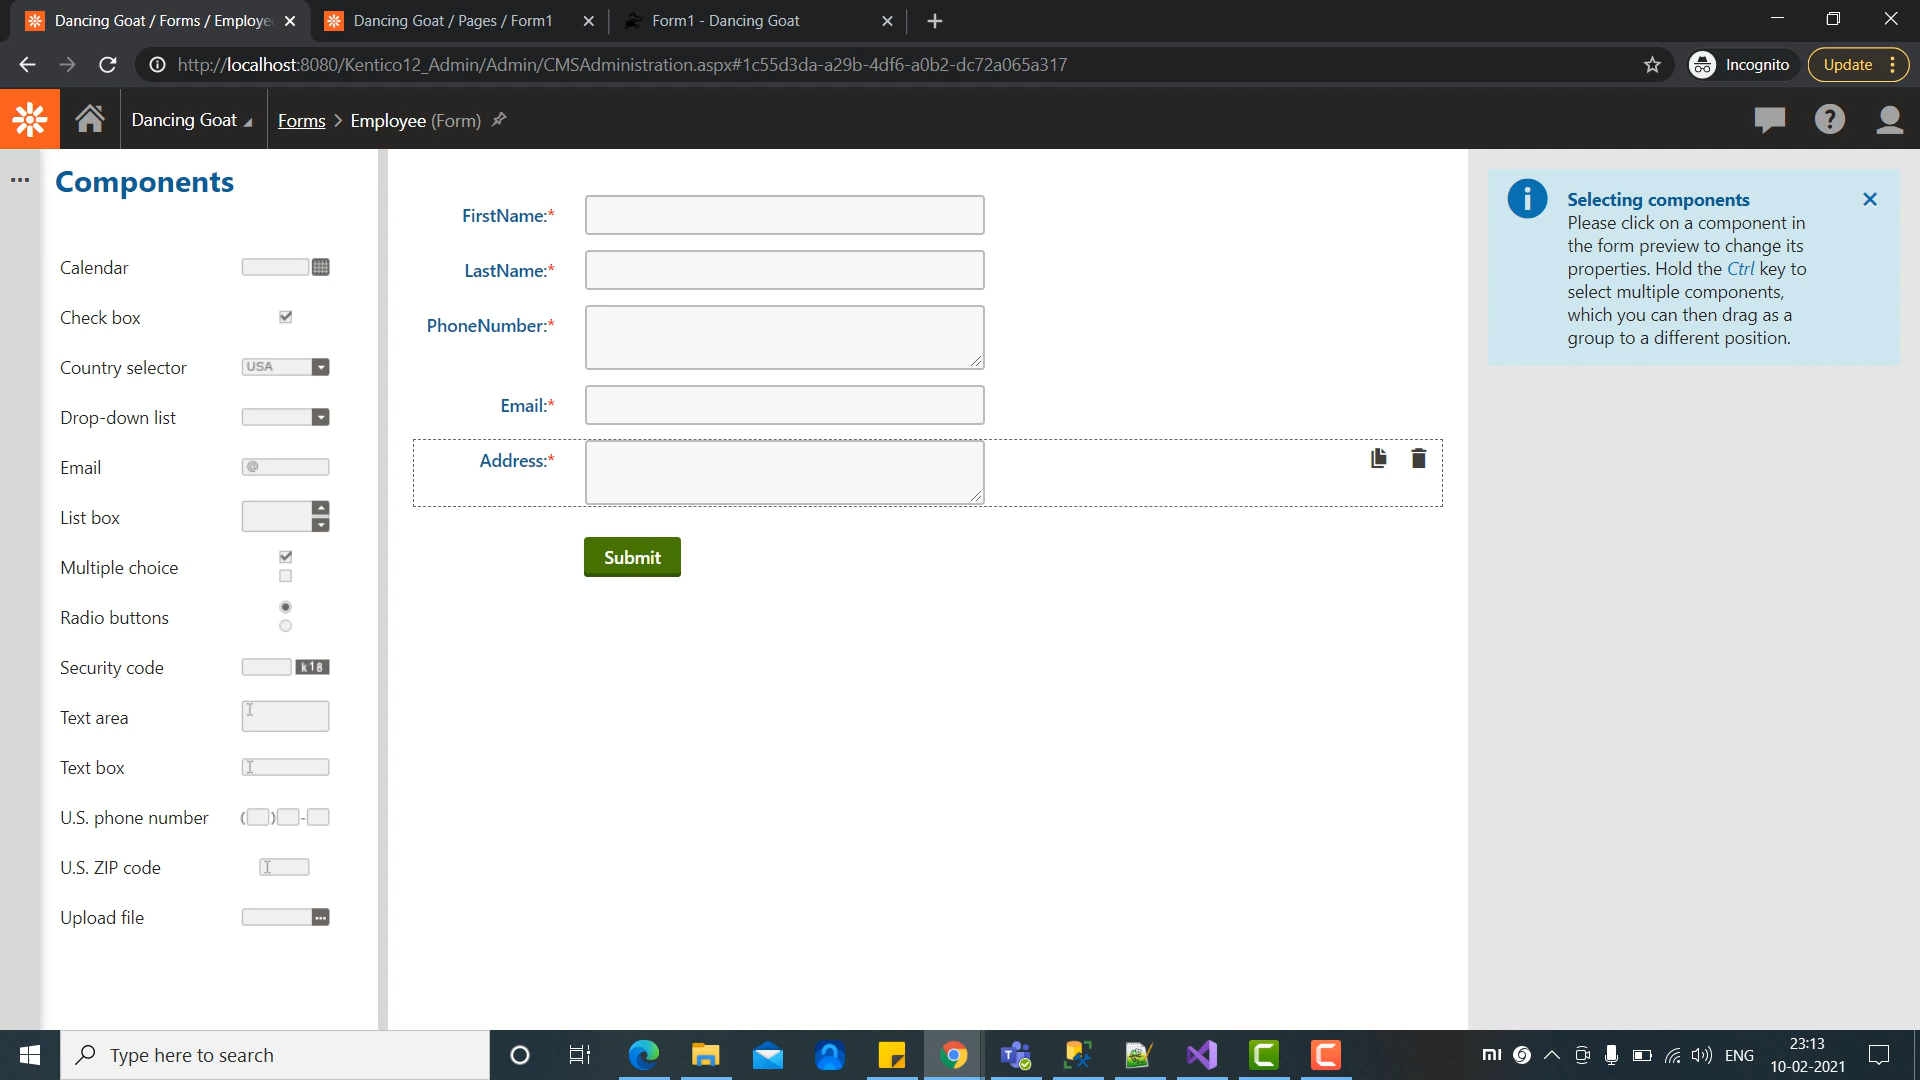 Dancing Goat / Forms / Employe
Dancing Goat / Pages / Form1
Form1 - Dancing Goat
http://localhost:8080/Kentico12_Admin/Admin/CMSAdministration.aspx#1c55d3da-a29b-4df6-a0b2-dc72a065a317
Incognito
Update
Dancing Goat
Forms > Employee (Form)
Components
Calendar
Check box
Country selector
USA
Drop-down list
Email
@
List box
Multiple choice
Radio buttons
Security code
k18
Text area
Text box
U.S. phone number
( ) -
U.S. ZIP code
Upload file
FirstName:*
LastName:*
PhoneNumber:*
Email:*
Address:*
Submit
Selecting components
Please click on a component in
the form preview to change its
properties. Hold the Ctrl key to
select multiple components,
which you can then drag as a
group to a different position.
Type here to search
mi
ENG
23:13
10-02-2021